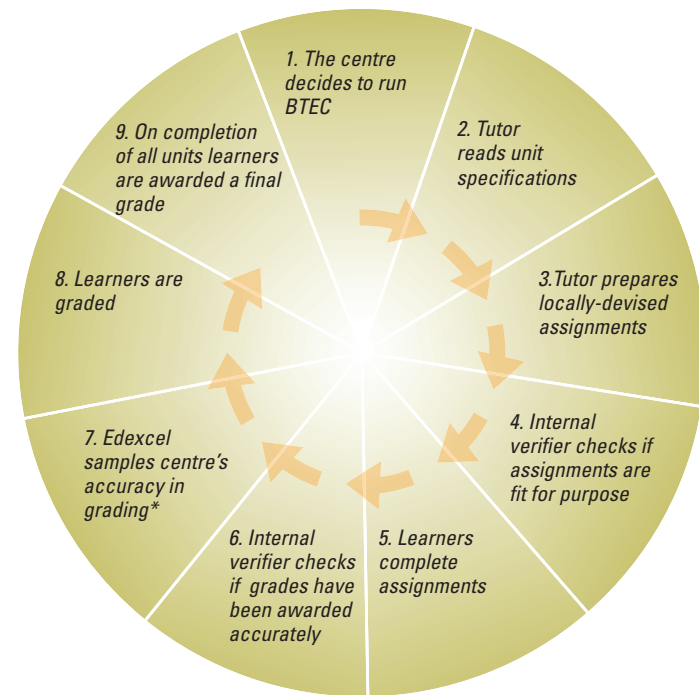 1. The centre
decides to run
BTEC
2. Tutor
reads unit
specifications
3.Tutor prepares
locally-devised
assignments
4. Internal
verifier checks if
assignments are
fit for purpose
5. Learners
complete
assignments
6. Internal
verifier checks
if grades have
been awarded
accurately
7. Edexcel
samples centre's
accuracy in
grading*
8. Learners are
graded
9. On completion
of all units learners
are awarded a final
grade